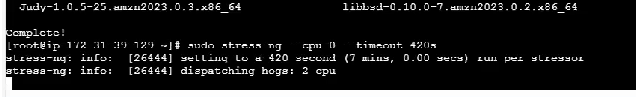 Judy-1.0.5-25.amzn2023.0.3.x86_64 libbsd-0.10.0-7.amzn2023.0.2.x86_64
Complete!
[root@ip 172 31 39 129 ~]# sudo stress ng  cpu 0  timeout 420s
stress-ng: info: [26444] setting to a 420 second (7 mins, 0.00 secs) run per stressor
stress-ng: info: [26444] dispatching hogs: 2 cpu